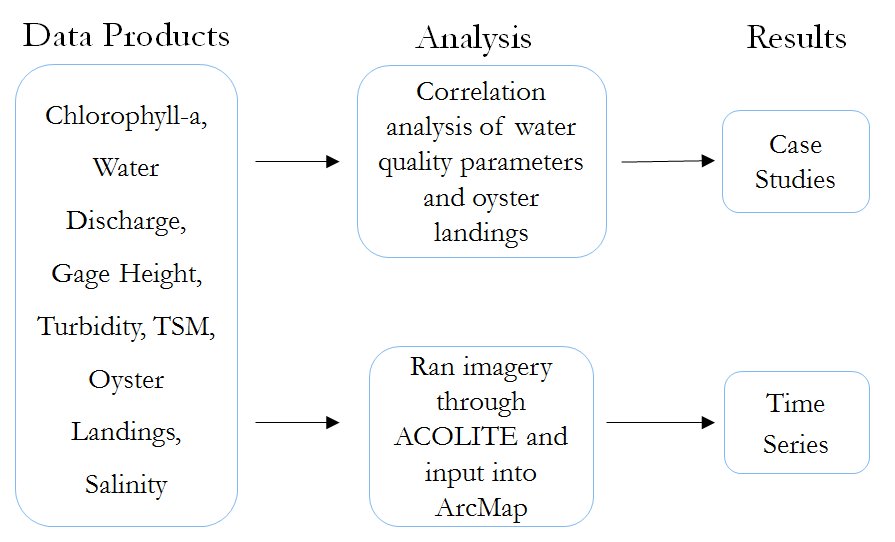 Data Products
Analysis
Results
Chlorophyll-a,
Water
Discharge,
Gage Height,
Turbidity, TSM,
Oyster
Landings,
Salinity
Correlation
analysis of water
quality parameters
and oyster
landings
Case
Studies
Ran imagery
through
ACOLITE and
input into
ArcMap
Time
Series